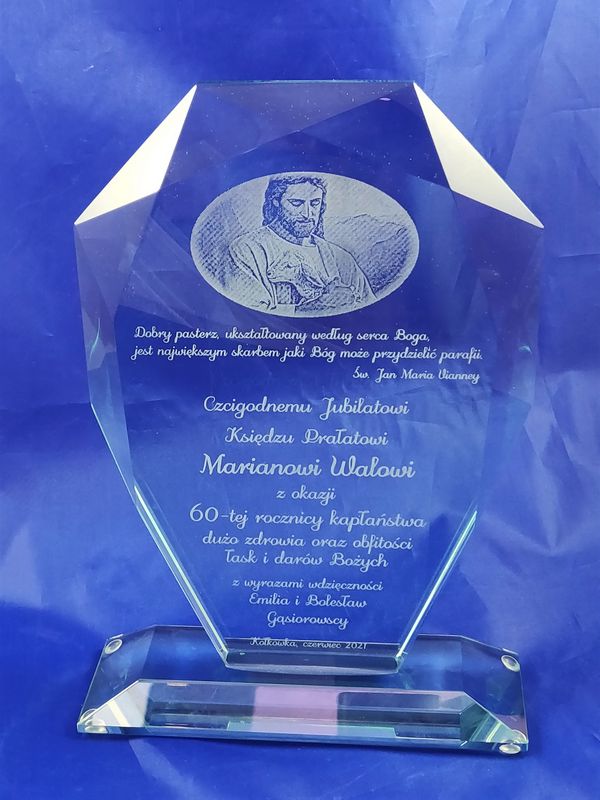 Dobry pasterz, ukształtowany według serca Boga,
jest największym skarbem jaki Bóg może przydzielić parafii.
Św. Jan Maria Vianney
Czcigodnemu Jubilatowi
Księdzu Prałatowi
Marianowi Walowi
z okazji
60-tej rocznicy kapłaństwa
dużo zdrowia oraz obfitości
łask i darów Bożych
z wyrazami wdzięczności
Emilia i Bolesław
Gąsiorowscy
Kołkówka, czerwiec 2021